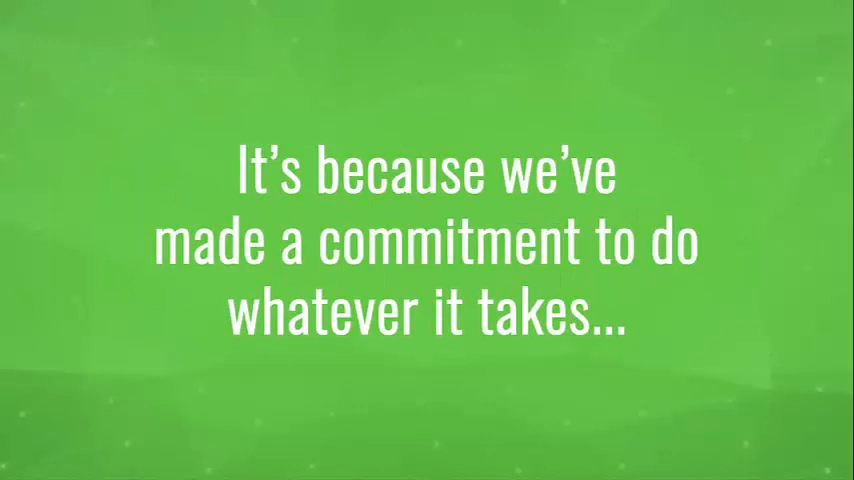 It’s because we’ve
made a commitment to do
whatever it takes...